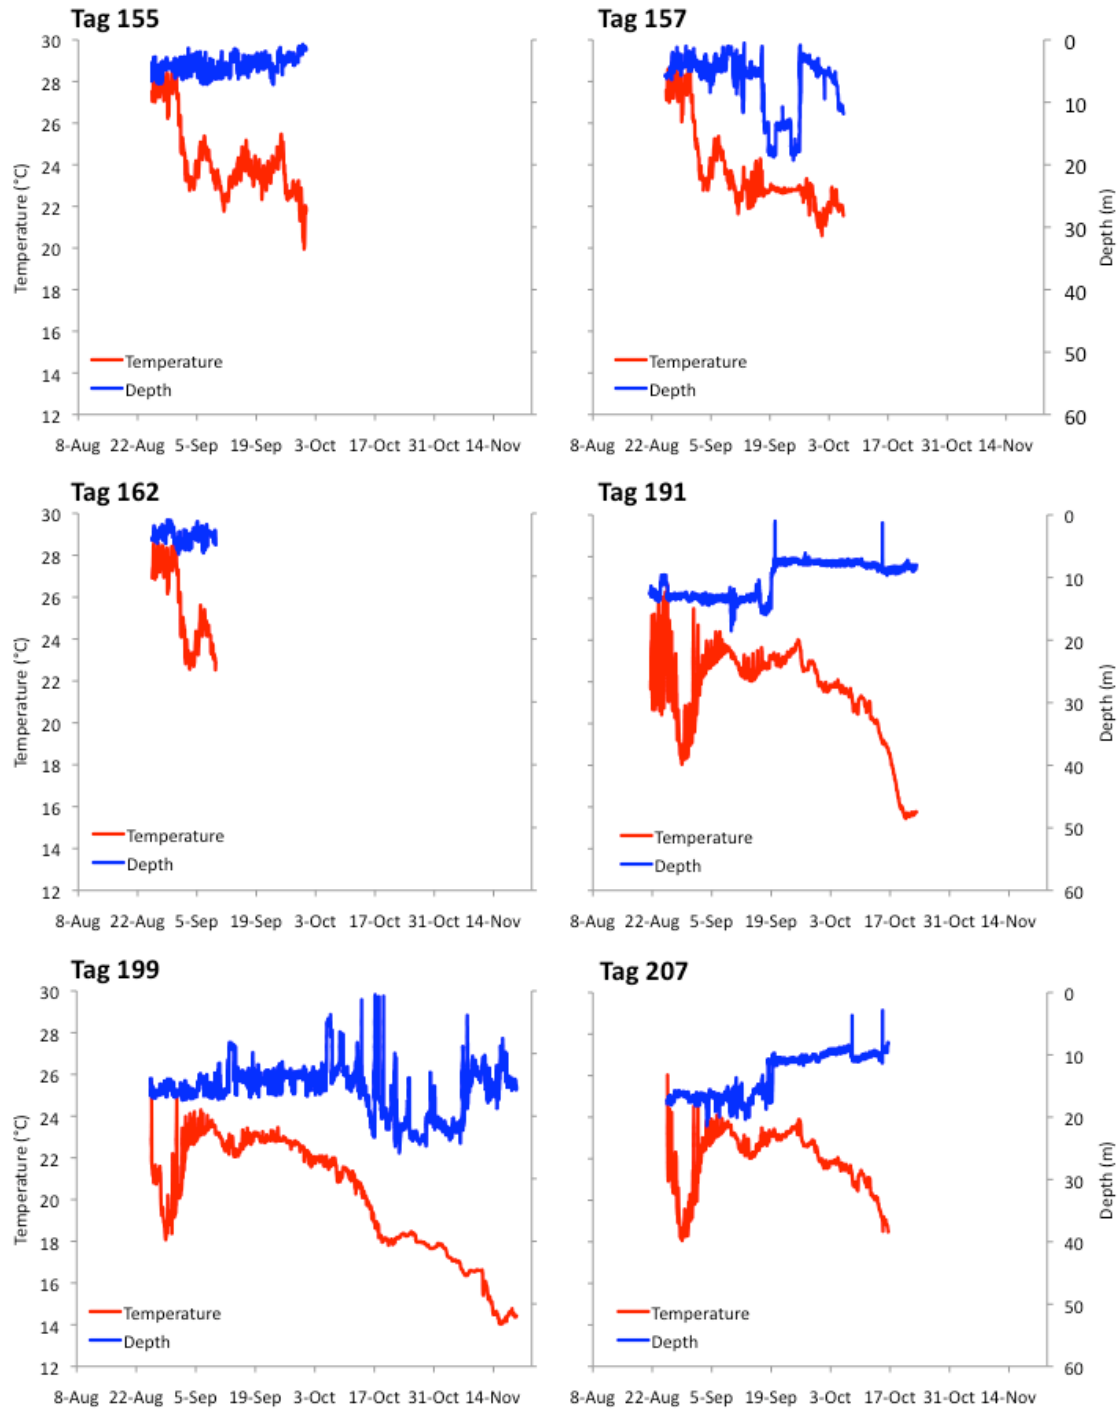 Tag 155
Tag 157
30
28
26
24
22
20
18
16
14
12
Temperature (°C)
0
10
20
30
40
50
60
Depth (m)
Temperature
Depth
Temperature
Depth
8-Aug 22-Aug 5-Sep 19-Sep 3-Oct 17-Oct 31-Oct 14-Nov
8-Aug 22-Aug 5-Sep 19-Sep 3-Oct 17-Oct 31-Oct 14-Nov
Tag 162
Tag 191
30
28
26
24
22
20
18
16
14
12
Temperature (°C)
0
10
20
30
40
50
60
Depth (m)
Temperature
Depth
Temperature
Depth
8-Aug 22-Aug 5-Sep 19-Sep 3-Oct 17-Oct 31-Oct 14-Nov
8-Aug 22-Aug 5-Sep 19-Sep 3-Oct 17-Oct 31-Oct 14-Nov
Tag 199
Tag 207
30
28
26
24
22
20
18
16
14
12
Temperature (°C)
0
10
20
30
40
50
60
Depth (m)
Temperature
Depth
Temperature
Depth
8-Aug 22-Aug 5-Sep 19-Sep 3-Oct 17-Oct 31-Oct 14-Nov
8-Aug 22-Aug 5-Sep 19-Sep 3-Oct 17-Oct 31-Oct 14-Nov